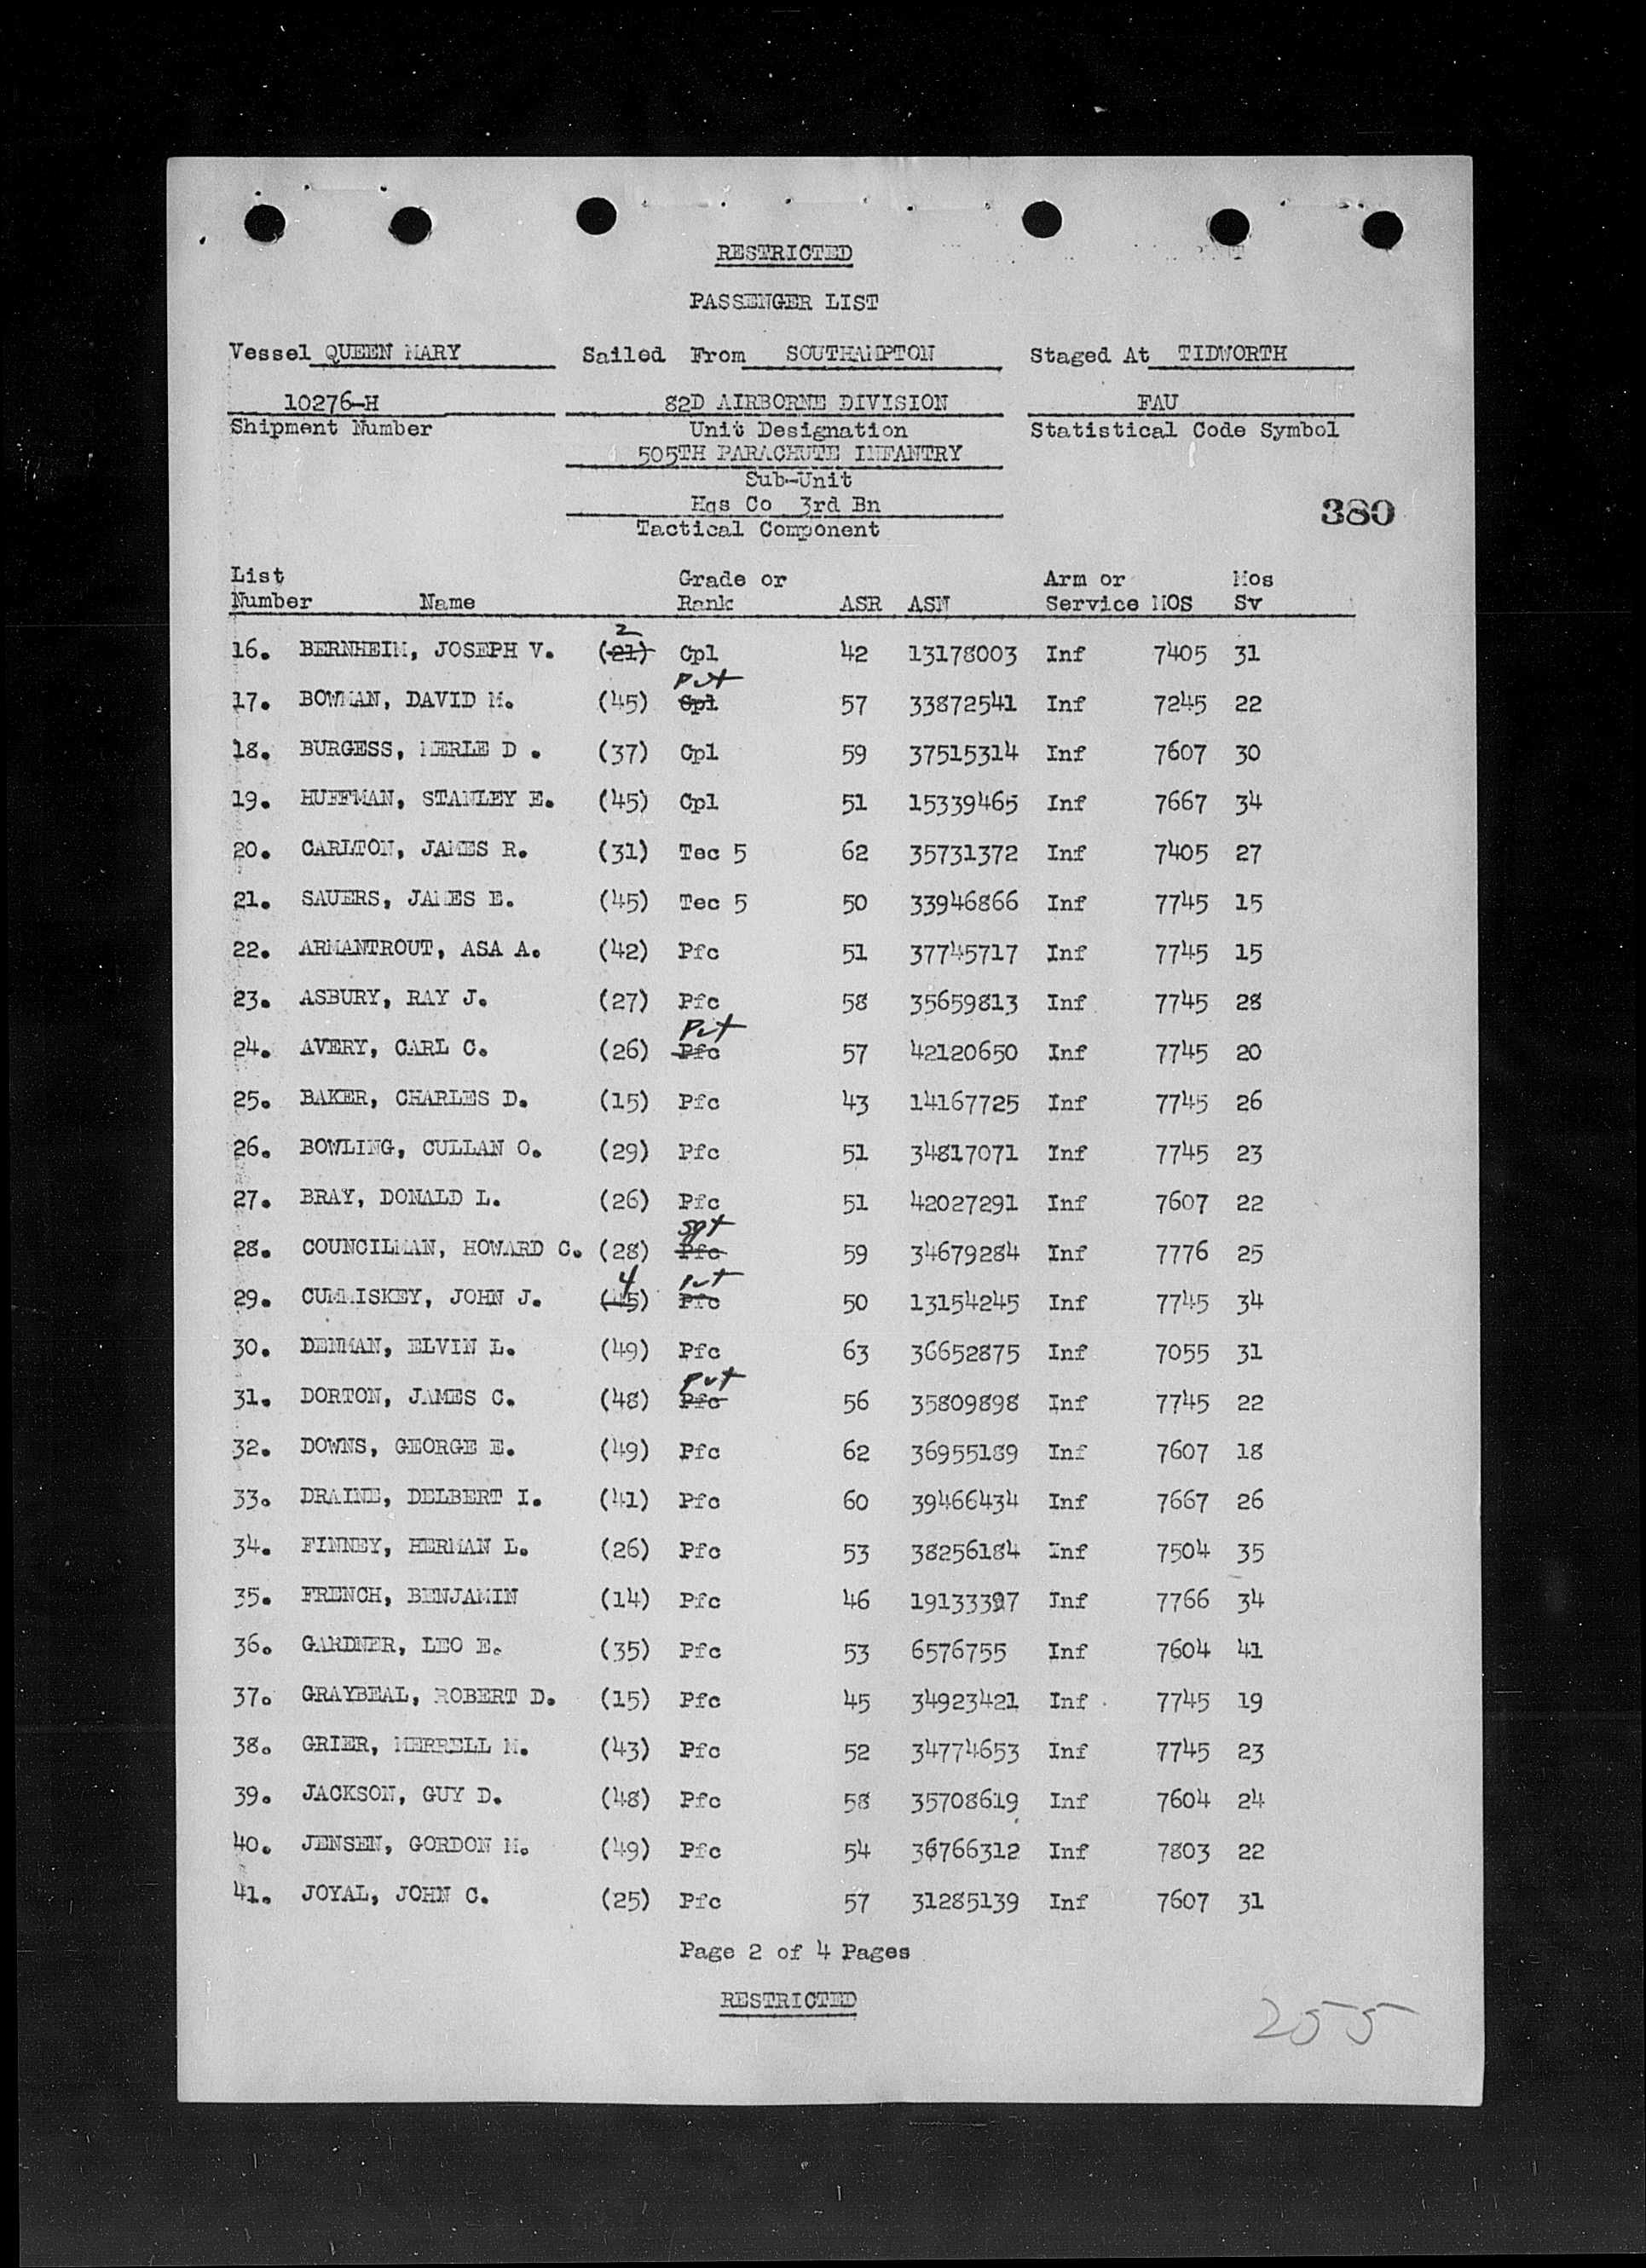 RESTRICTED
PASSENGER LIST
Vessel QUEEN MARY Sailed From SOUTHAMPTON Staged At TIDWORTH
10276-H 82D AIRBORNE DIVISION FAU
Shipment Number Unit Designation Statistical Code Symbol
505TH PARACHUTE INFANTRY
Sub-Unit
Hqs Co 3rd Bn
380
Tactical Component
List Grade or Arm or Mos
Number Name Rank ASR ASN Service MOS Sv
2
16. BERNHEIM, JOSEPH V. (21) Cpl 42 13178003 Inf 7405 31
Pvt
17. BOWMAN, DAVID M. (45) Cpl 57 33872541 Inf 7245 22
18. BURGESS, MERLE D . (37) Cpl 59 37515314 Inf 7607 30
19. HUFFMAN, STANLEY E. (45) Cpl 51 15339465 Inf 7667 34
20. CARLTON, JAMES R. (31) Tec 5 62 35731372 Inf 7405 27
21. SAUERS, JAMES E. (45) Tec 5 50 33946866 Inf 7745 15
22. ARMANTROUT, ASA A. (42) Pfc 51 37745717 Inf 7745 15
23. ASBURY, RAY J. (27) Pfc 58 35659813 Inf 7745 28
Pvt
24. AVERY, CARL C. (26) Pfc 57 42120650 Inf 7745 20
25. BAKER, CHARLES D. (15) Pfc 43 14167725 Inf 7745 26
26. BOWLING, CULLAN O. (29) Pfc 51 34817071 Inf 7745 23
27. BRAY, DONALD L. (26) Pfc 51 42027291 Inf 7607 22
Sgt
28. COUNCILMAN, HOWARD C. (28) Pfc 59 34679284 Inf 7776 25
4 Pvt
29. CUMMISKEY, JOHN J. (45) Pfc 50 13154245 Inf 7745 34
30. DENMAN, ELVIN L. (49) Pfc 63 36652875 Inf 7055 31
Pvt
31. DORTON, JAMES C. (48) Pfc 56 35809898 Inf 7745 22
32. DOWNS, GEORGE E. (49) Pfc 62 36955189 Inf 7607 18
33. DRAINE, DELBERT I. (41) Pfc 60 39466434 Inf 7667 26
34. FINNEY, HERMAN L. (26) Pfc 53 38256184 Inf 7504 35
35. FRENCH, BENJAMIN (14) Pfc 46 19133397 Inf 7766 34
36. GARDNER, LEO E. (35) Pfc 53 6576755 Inf 7604 41
37. GRAYBEAL, ROBERT D. (15) Pfc 45 34923421 Inf 7745 19
38. GRIER, MERRELL M. (43) Pfc 52 34774653 Inf 7745 23
39. JACKSON, GUY D. (48) Pfc 58 35708619 Inf 7604 24
40. JENSEN, GORDON M. (49) Pfc 54 36766312 Inf 7803 22
41. JOYAL, JOHN C. (25) Pfc 57 31285139 Inf 7607 31
Page 2 of 4 Pages
RESTRICTED
255